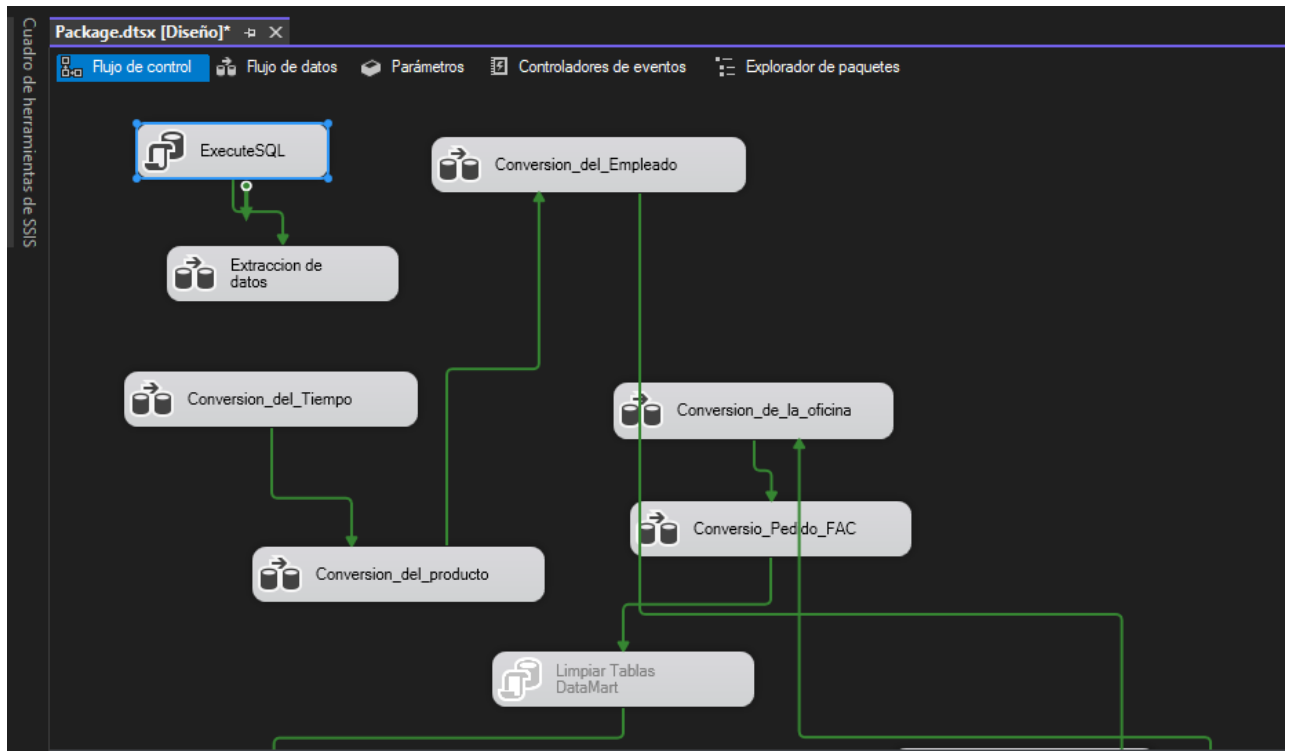 Cuadro de herramientas de SSIS
Package.dtsx [Diseño]*
Flujo de control
Flujo de datos
Parámetros
Controladores de eventos
Explorador de paquetes
ExecuteSQL
Conversion_del_Empleado
Extraccion de
datos
Conversion_del_Tiempo
Conversion_de_la_oficina
Conversio_Pedido_FAC
Conversion_del_producto
Limpiar Tablas
DataMart